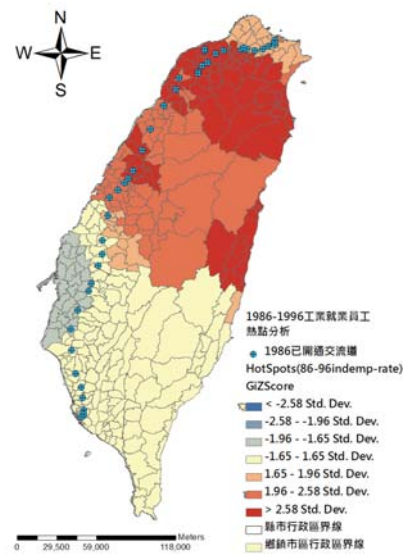 N
W E
S
1986-1996工業就業員工
熱點分析
1986已開通交流道
HotSpots(86-96indemp-rate)
GiZScore
< -2.58 Std. Dev.
-2.58 - -1.96 Std. Dev.
-1.96 - -1.65 Std. Dev.
-1.65 - 1.65 Std. Dev.
1.65 - 1.96 Std. Dev.
1.96 - 2.58 Std. Dev.
> 2.58 Std. Dev.
縣市行政區界線
鄉鎮市區行政區界線
Meters
0 29,500 59,000 118,000